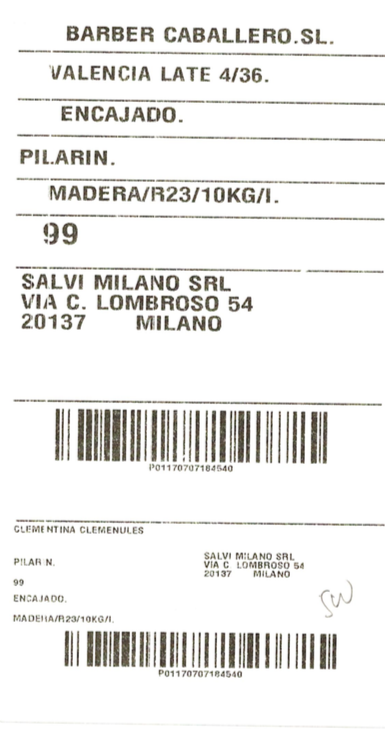 BARBER CABALLERO.SL.
VALENCIA LATE 4/36.
ENCAJADO.
PILARIN.
MADERA/R23/10KG/I.
99
SALVI MILANO SRL
VIA C. LOMBROSO 54
20137 MILANO
P01170707184540
CLEMENTINA CLEMENULES
PILARIN.
SALVI MILANO SRL
VIA C. LOMBROSO 54
20137 MILANO
99
ENCAJADO.
MADERA/R23/10KG/I.
P01170707184540